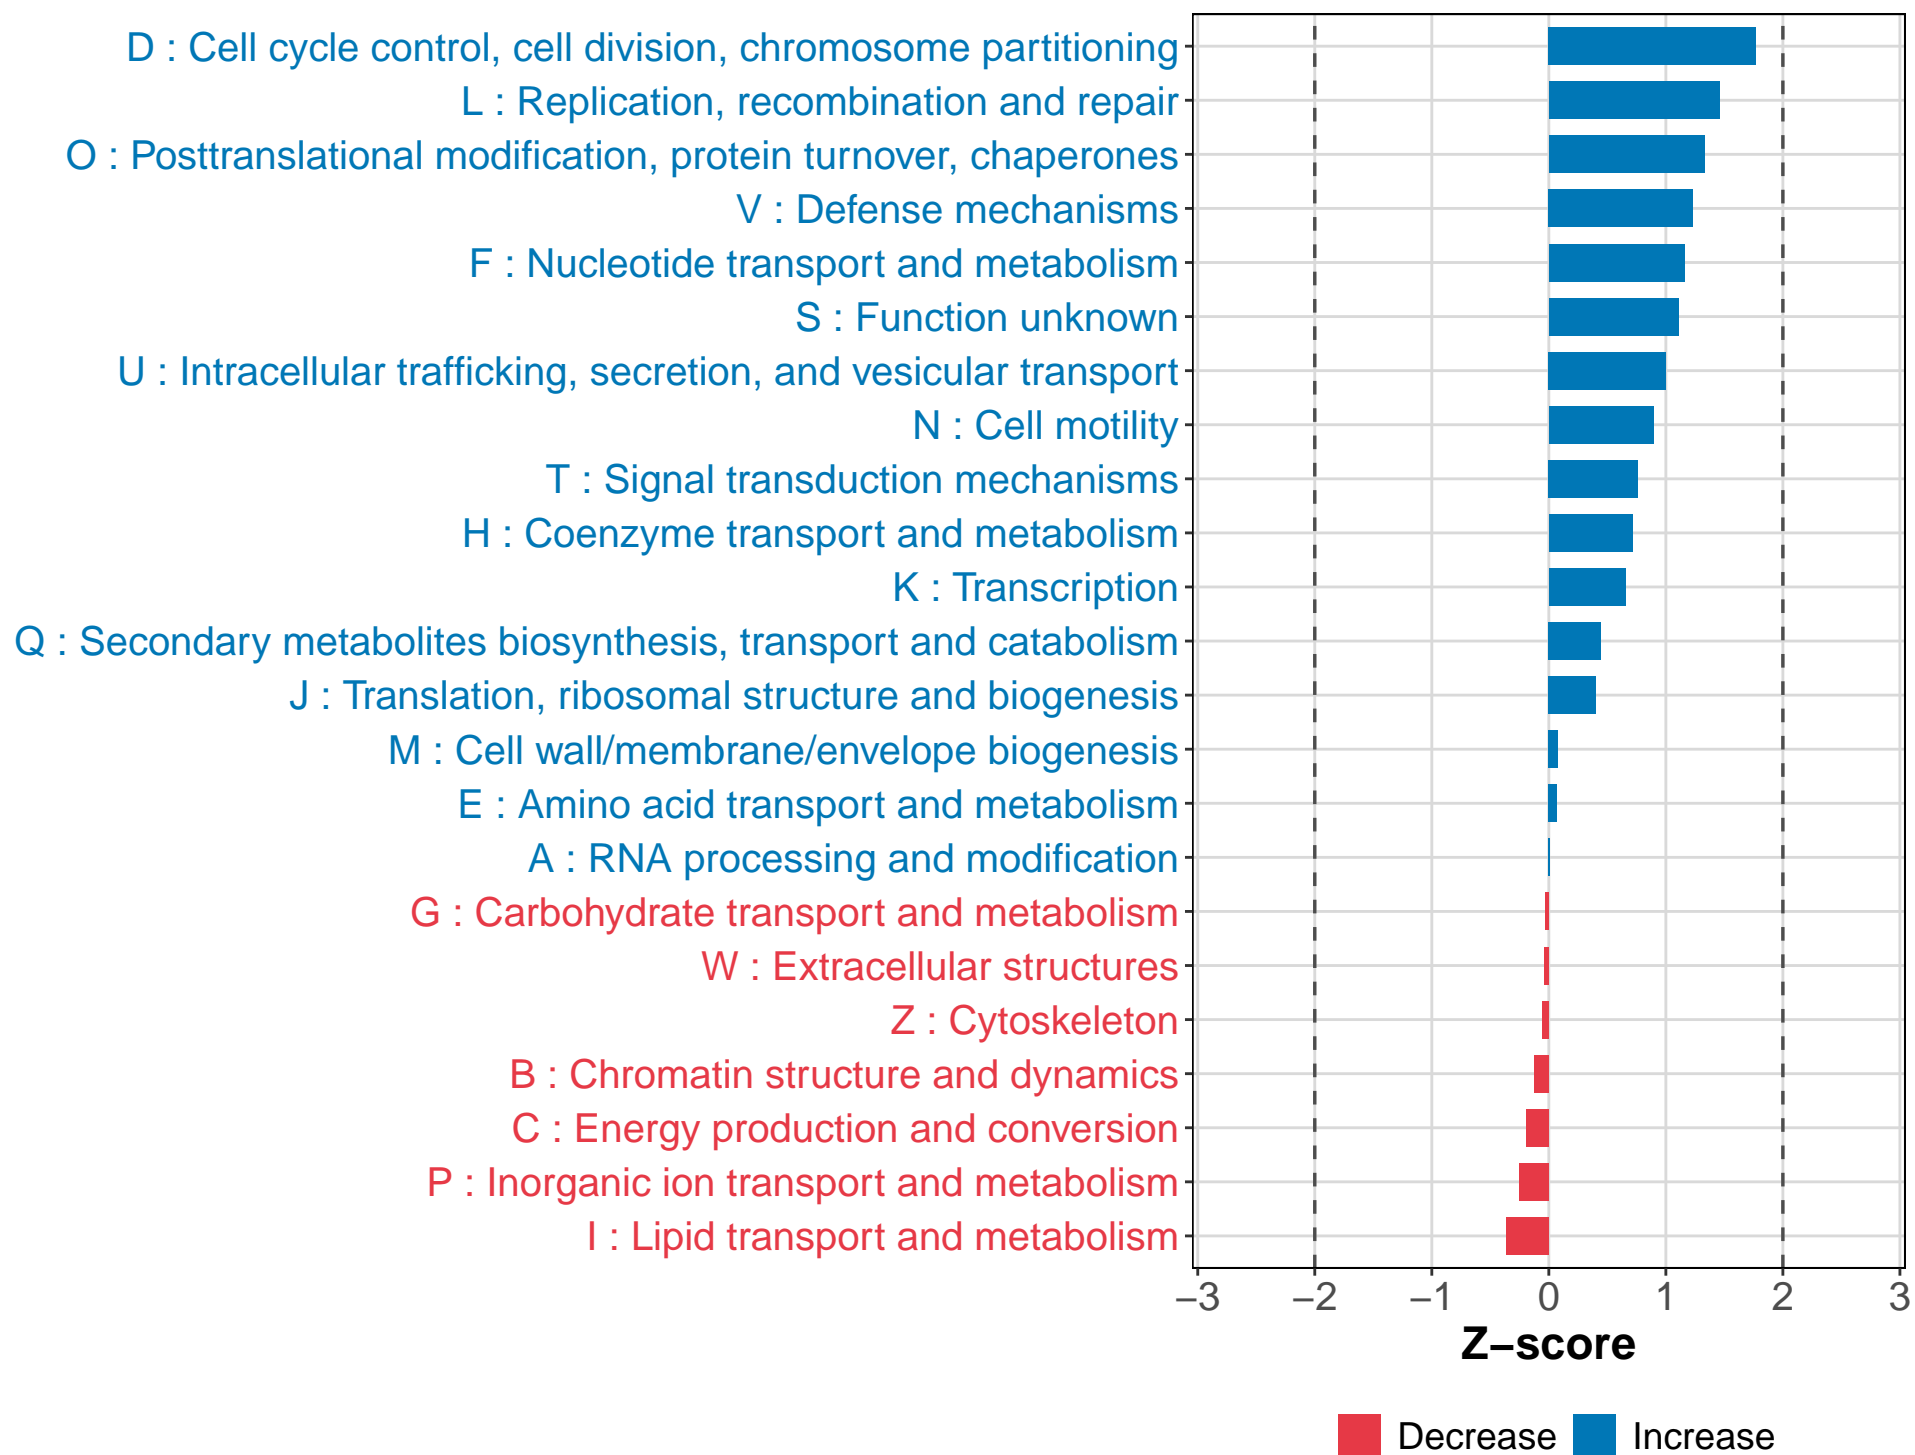 D : Cell cycle control, cell division, chromosome partitioning
L : Replication, recombination and repair
O : Posttranslational modification, protein turnover, chaperones
V : Defense mechanisms
F : Nucleotide transport and metabolism
S : Function unknown
U : Intracellular trafficking, secretion, and vesicular transport
N : Cell motility
T : Signal transduction mechanisms
H : Coenzyme transport and metabolism
K : Transcription
Q : Secondary metabolites biosynthesis, transport and catabolism
J : Translation, ribosomal structure and biogenesis
M : Cell wall/membrane/envelope biogenesis
E : Amino acid transport and metabolism
A : RNA processing and modification
G : Carbohydrate transport and metabolism
W : Extracellular structures
Z : Cytoskeleton
B : Chromatin structure and dynamics
C : Energy production and conversion
P : Inorganic ion transport and metabolism
I : Lipid transport and metabolism
−3 −2 −1 0 1 2 3
Z−score
Decrease Increase